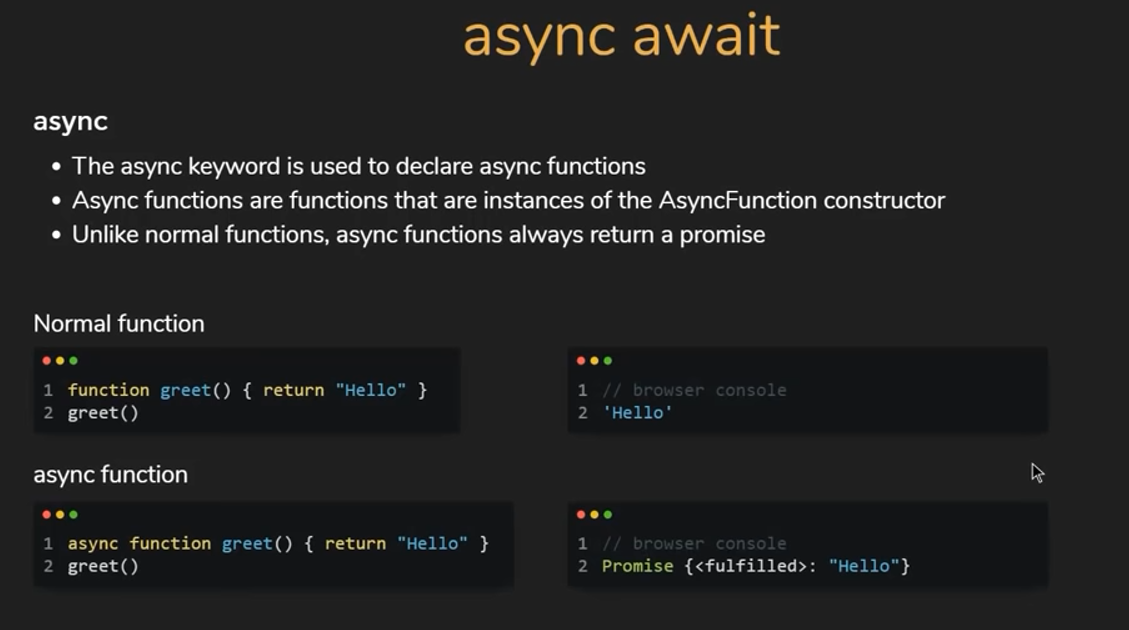 async await
async
• The async keyword is used to declare async functions
• Async functions are functions that are instances of the AsyncFunction constructor
• Unlike normal functions, async functions always return a promise
Normal function
1 function greet() { return "Hello" }
2 greet()
1 // browser console
2 'Hello'
async function
1 async function greet() { return "Hello" }
2 greet()
1 // browser console
2 Promise {<fulfilled>: "Hello"}